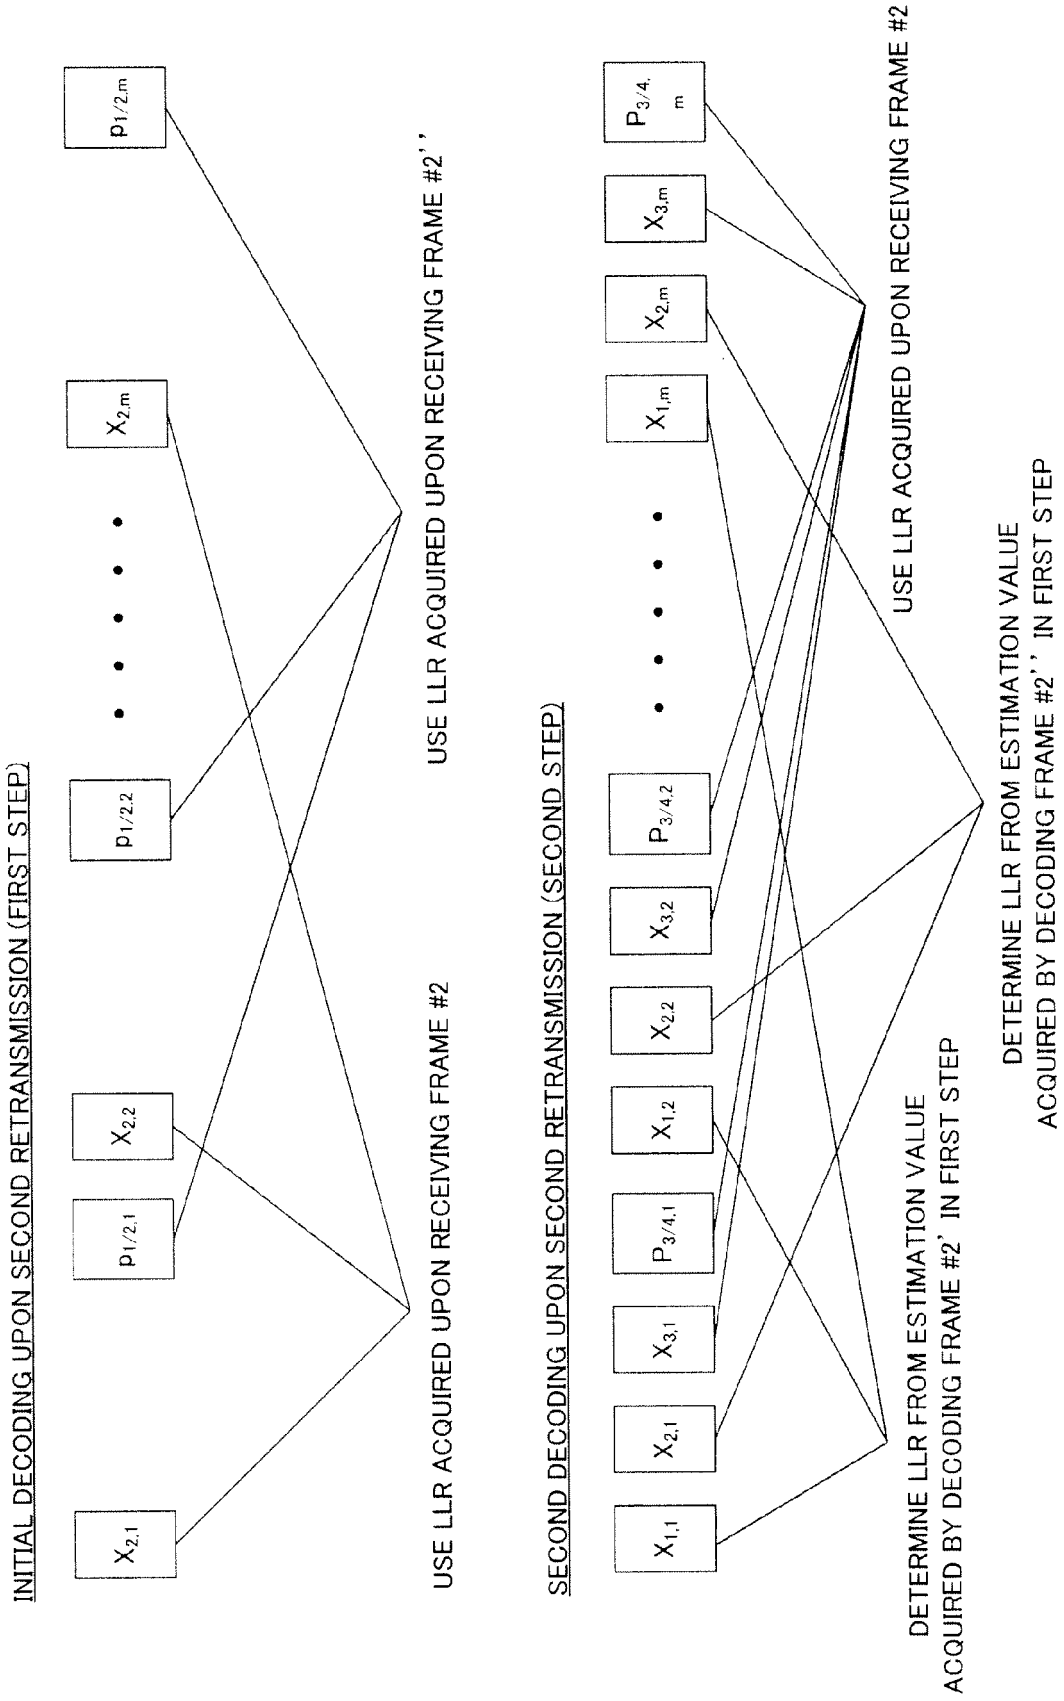 INITIAL DECODING UPON SECOND RETRANSMISSION (FIRST STEP)
X2,1 p1/2,1 X2,2 p1/2,2 • • • • • X2,m p1/2,m
USE LLR ACQUIRED UPON RECEIVING FRAME #2
USE LLR ACQUIRED UPON RECEIVING FRAME #2''
SECOND DECODING UPON SECOND RETRANSMISSION (SECOND STEP)
X1,1 X2,1 X3,1 P3/4,1 X1,2 X2,2 X3,2 P3/4,2 • • • • • X1,m X2,m X3,m P3/4,
m
USE LLR ACQUIRED UPON RECEIVING FRAME #2
DETERMINE LLR FROM ESTIMATION VALUE
ACQUIRED BY DECODING FRAME #2' IN FIRST STEP
DETERMINE LLR FROM ESTIMATION VALUE
ACQUIRED BY DECODING FRAME #2'' IN FIRST STEP